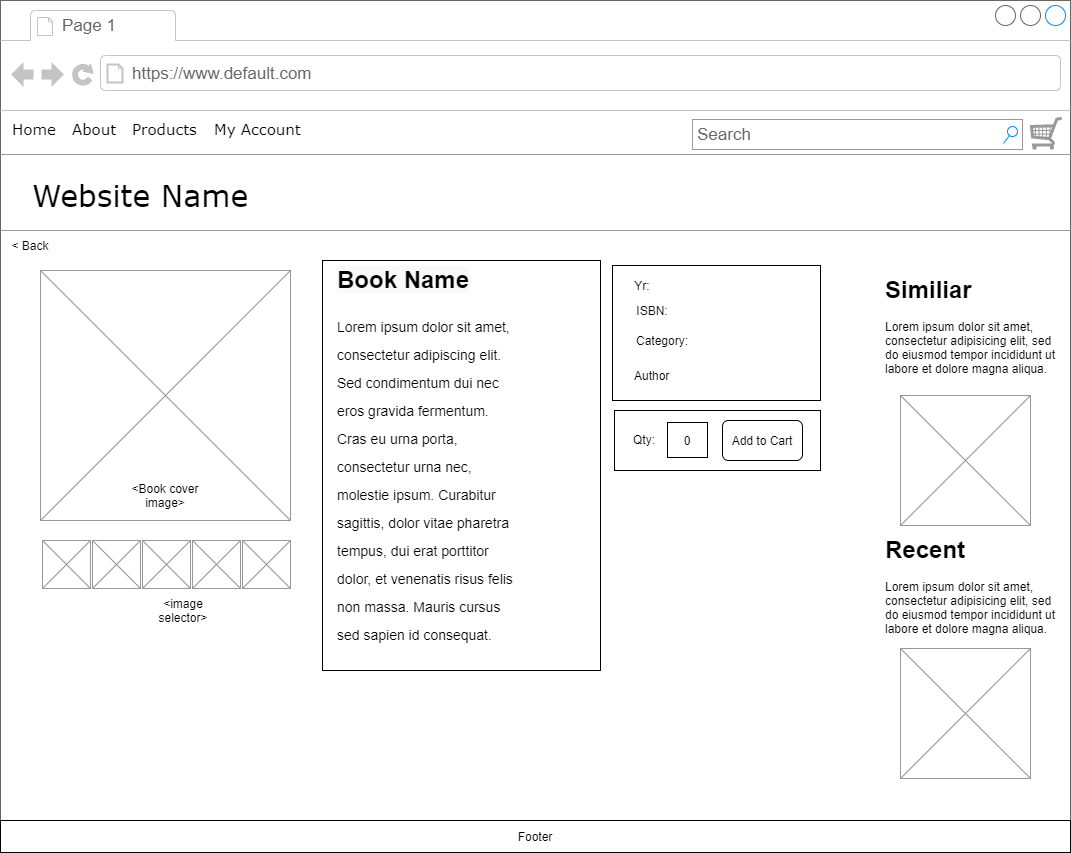 Page 1
https://www.default.com
Home About Products My Account
Search
Website Name
< Back
<Book cover
image>
<image
selector>
Book Name
Lorem ipsum dolor sit amet,
consectetur adipiscing elit.
Sed condimentum dui nec
eros gravida fermentum.
Cras eu urna porta,
consectetur urna nec,
molestie ipsum. Curabitur
sagittis, dolor vitae pharetra
tempus, dui erat porttitor
dolor, et venenatis risus felis
non massa. Mauris cursus
sed sapien id consequat.
Yr:
ISBN:
Category:
Author
Qty: 0 Add to Cart
Similiar
Lorem ipsum dolor sit amet,
consectetur adipisicing elit, sed
do eiusmod tempor incididunt ut
labore et dolore magna aliqua.
Recent
Lorem ipsum dolor sit amet,
consectetur adipisicing elit, sed
do eiusmod tempor incididunt ut
labore et dolore magna aliqua.
Footer